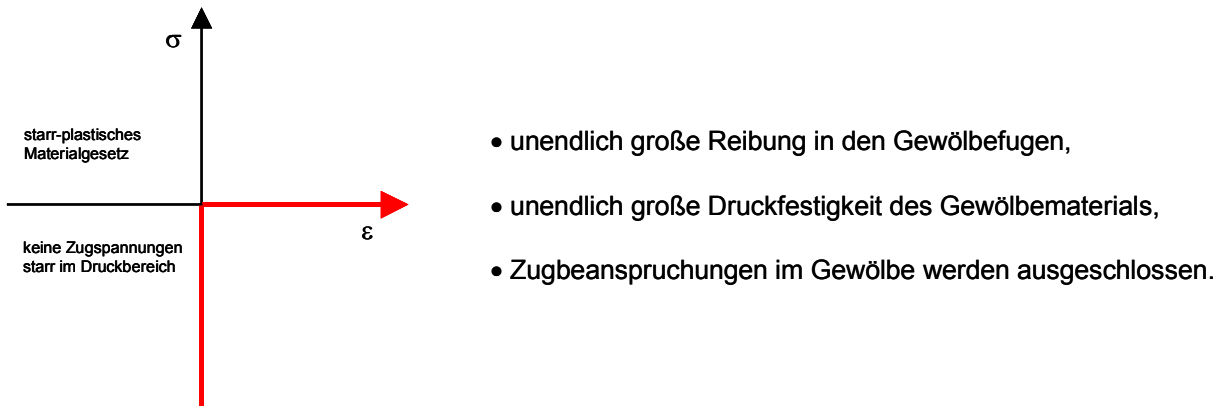 σ
starr-plastisches
Materialgesetz
ε
keine Zugspannungen
starr im Druckbereich
• unendlich große Reibung in den Gewölbefugen,
• unendlich große Druckfestigkeit des Gewölbematerials,
• Zugbeanspruchungen im Gewölbe werden ausgeschlossen.